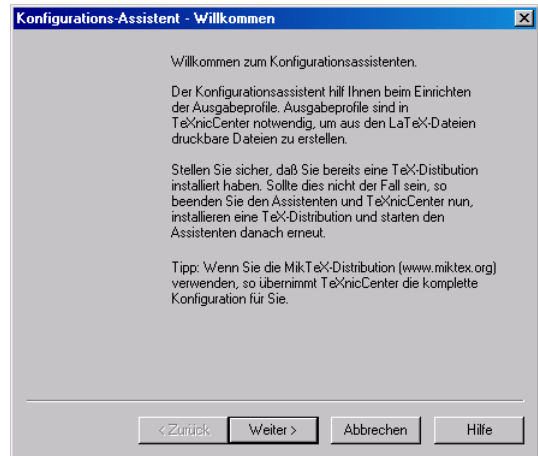 Konfigurations-Assistent - Willkommen
Willkommen zum Konfigurationsassistenten.
Der Konfigurationsassistent hilf Ihnen beim Einrichten
der Ausgabeprofile. Ausgabeprofile sind in
TeXnicCenter notwendig, um aus den LaTeX-Dateien
druckbare Dateien zu erstellen.
Stellen Sie sicher, daß Sie bereits eine TeX-Distibution
installiert haben. Sollte dies nicht der Fall sein, so
beenden Sie den Assistenten und TeXnicCenter nun,
installieren eine TeX-Distribution und starten den
Assistenten danach erneut.
Tipp: Wenn Sie die MikTeX-Distribution (www.miktex.org)
verwenden, so übernimmt TeXnicCenter die komplette
Konfiguration für Sie.
< Zurück Weiter > Abbrechen Hilfe